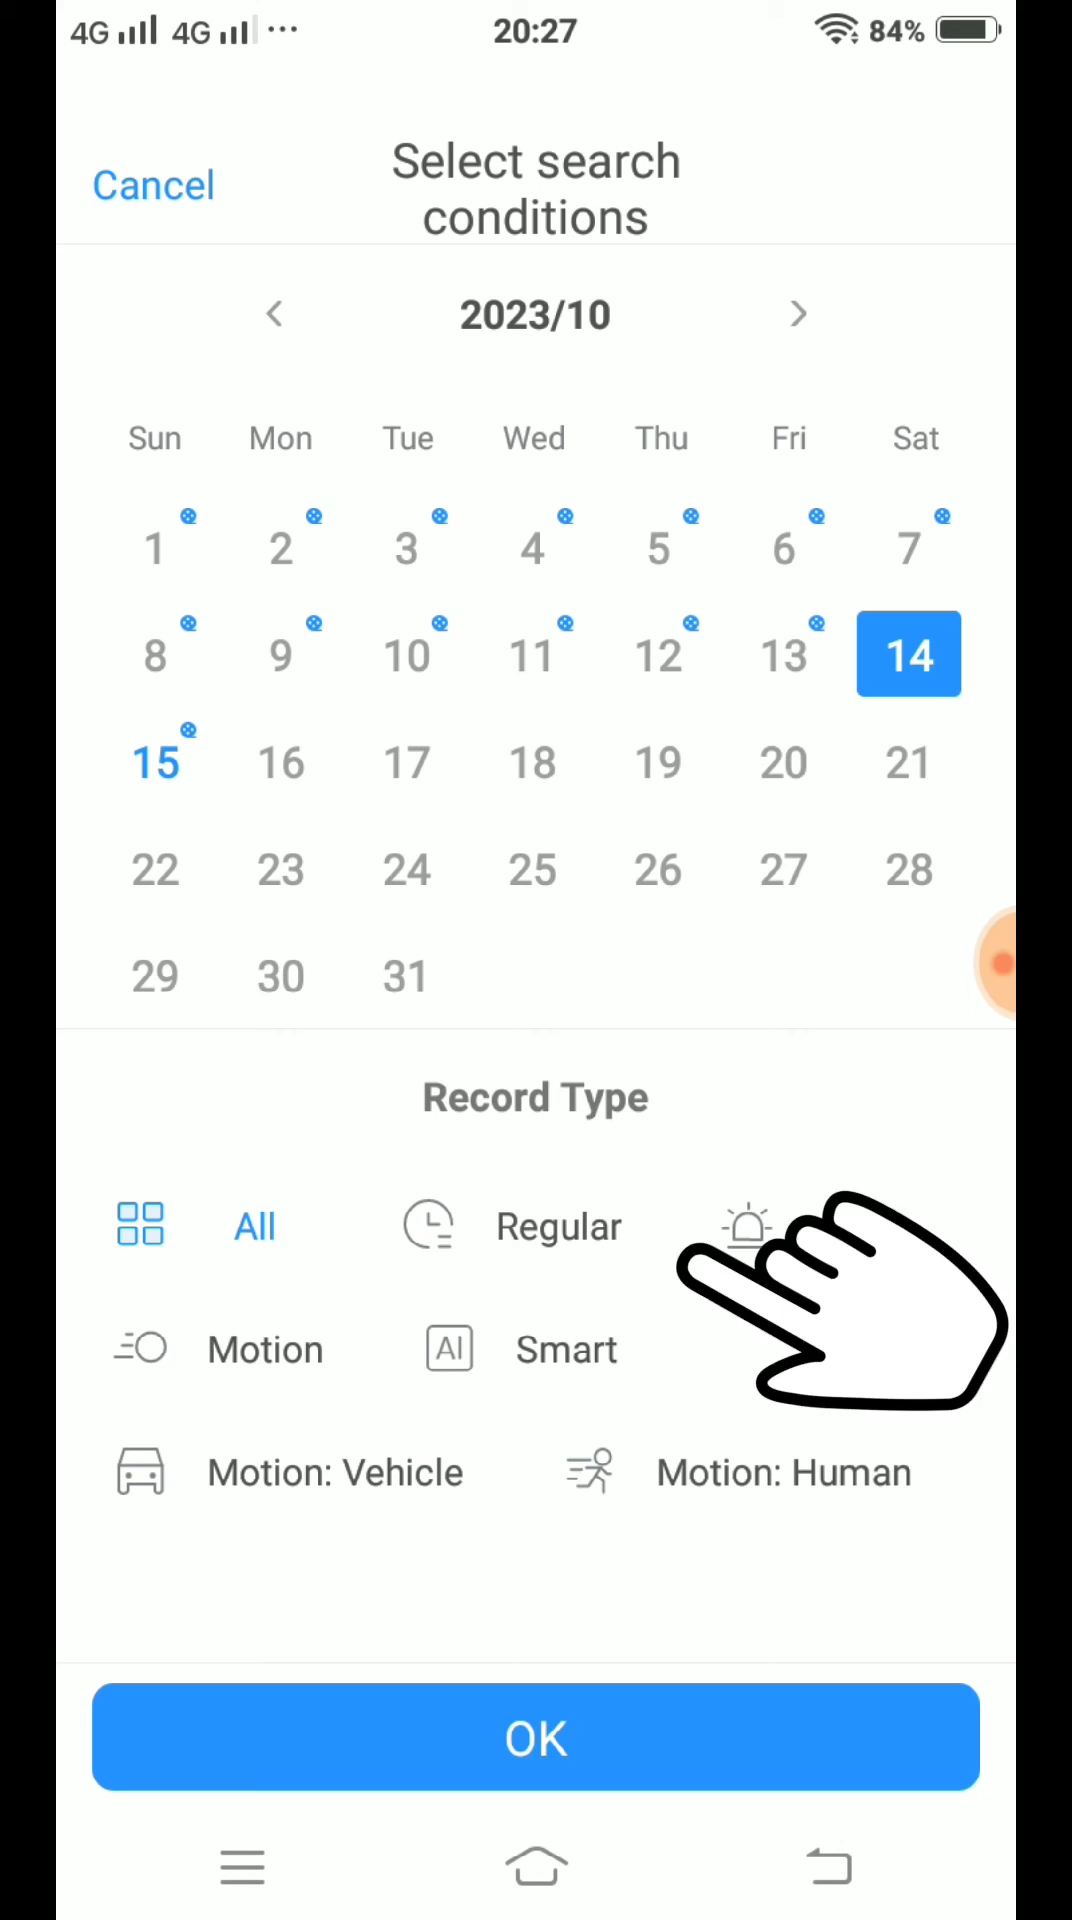 4G 4G ... 20:27 84%
Cancel
Select search
conditions
< 2023/10 >
Sun Mon Tue Wed Thu Fri Sat
1 2 3 4 5 6 7
8 9 10 11 12 13 14
15 16 17 18 19 20 21
22 23 24 25 26 27 28
29 30 31
Record Type
All Regular
Motion AI Smart
Motion: Vehicle Motion: Human
OK